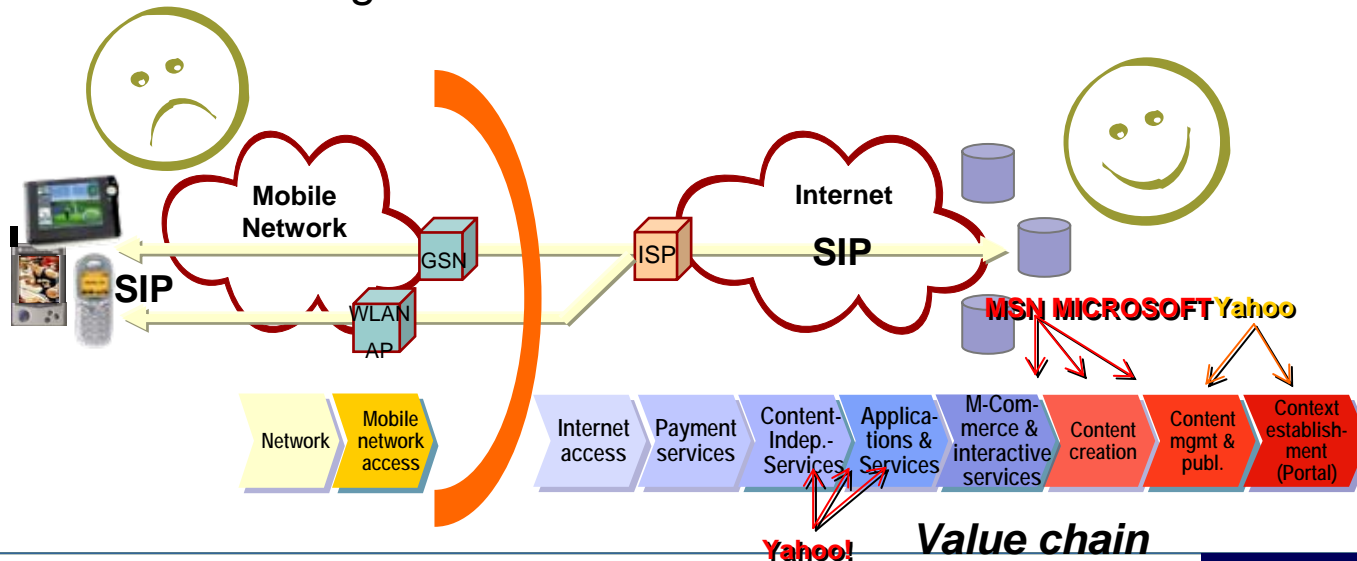 g
Mobile
Network
Internet
SIP
GSN
ISP
SIP
WLAN
AP
MSN MICROSOFT Yahoo
Network
Mobile
network
access
Internet
access
Payment
services
Content-
Indep.-
Services
Applica-
tions &
Services
M-Com-
merce &
interactive
services
Content
creation
Content
mgmt &
publ.
Context
establish-
ment
(Portal)
Yahoo!
Value chain